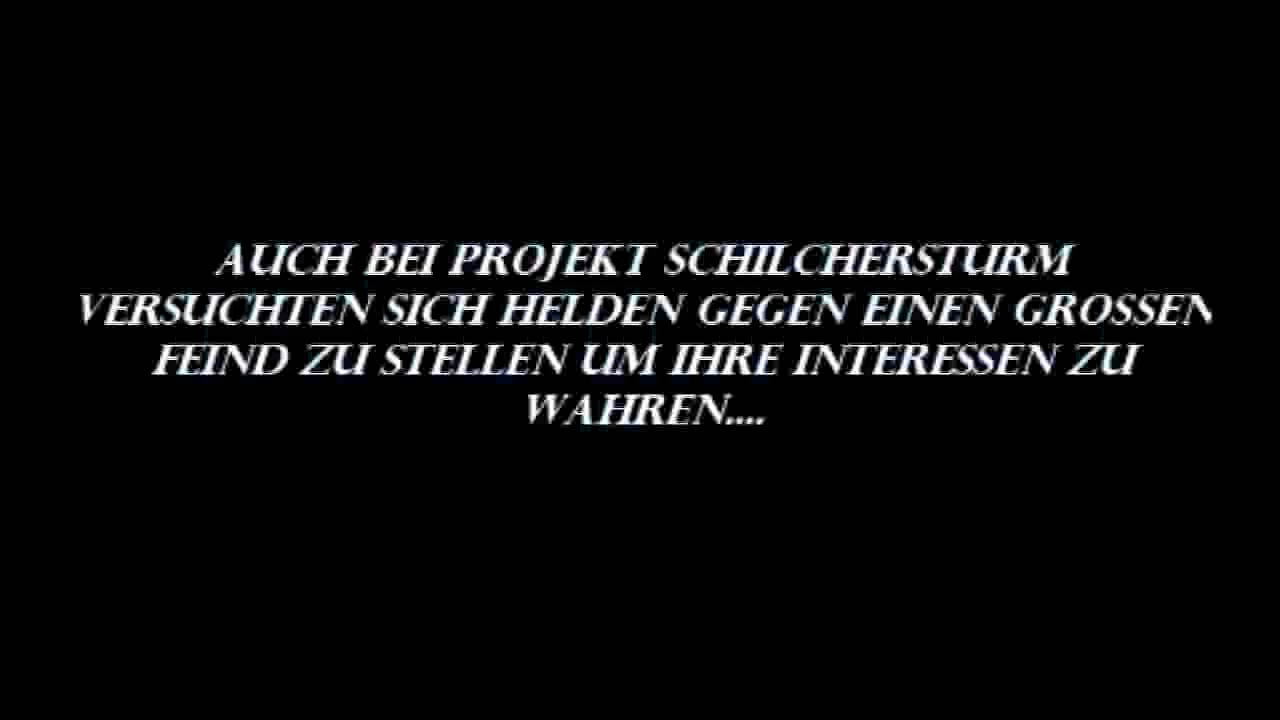 AUCH BEI PROJEKT SCHILCHERSTURM
VERSUCHTEN SICH HELDEN GEGEN EINEN GROSSEN
FEIND ZU STELLEN UM IHRE INTERESSEN ZU
WAHREN....